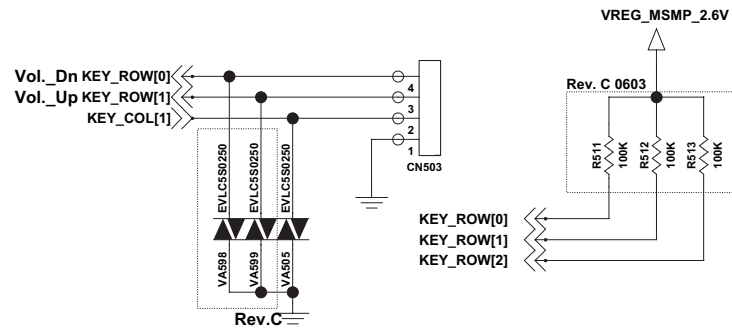 VREG_MSMP_2.6V
Vol._Dn KEY_ROW[0]
Vol._Up KEY_ROW[1]
KEY_COL[1]
4
3
2
1
CN503
Rev. C 0603
R511
100K
R512
100K
R513
100K
EVLC5S0250
EVLC5S0250
EVLC5S0250
VA598
VA599
VA505
Rev.C
KEY_ROW[0]
KEY_ROW[1]
KEY_ROW[2]